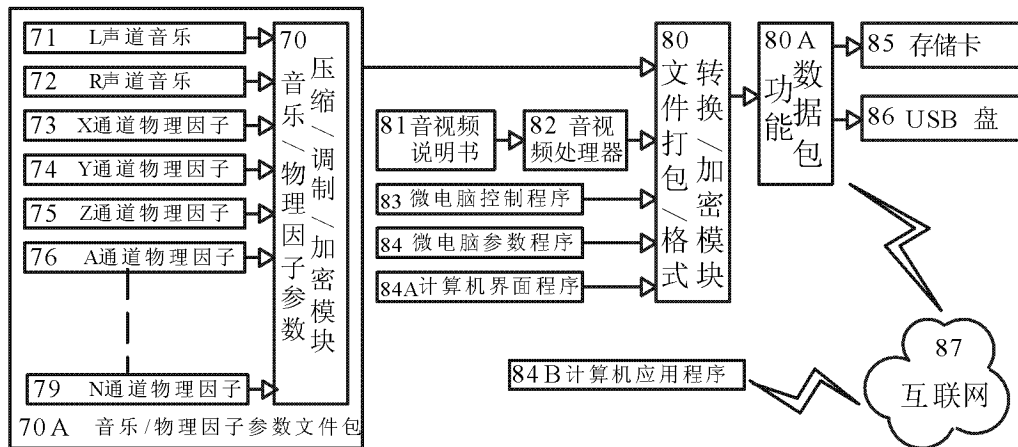 71 L声道音乐
72 R声道音乐
73 X通道物理因子
74 Y通道物理因子
75 Z通道物理因子
76 A通道物理因子
79 N通道物理因子
70A 音乐/物理因子参数文件包
70
音乐/物理因子参数
压缩/调制/加密模块
81 音视频
说明书
82 音视
频处理器
83 微电脑控制程序
84 微电脑参数程序
84A计算机界面程序
80
文件打包/格式
转换/加密模块
80A
功能
数据包
85 存储卡
86 USB 盘
87
互联网
84B计算机应用程序